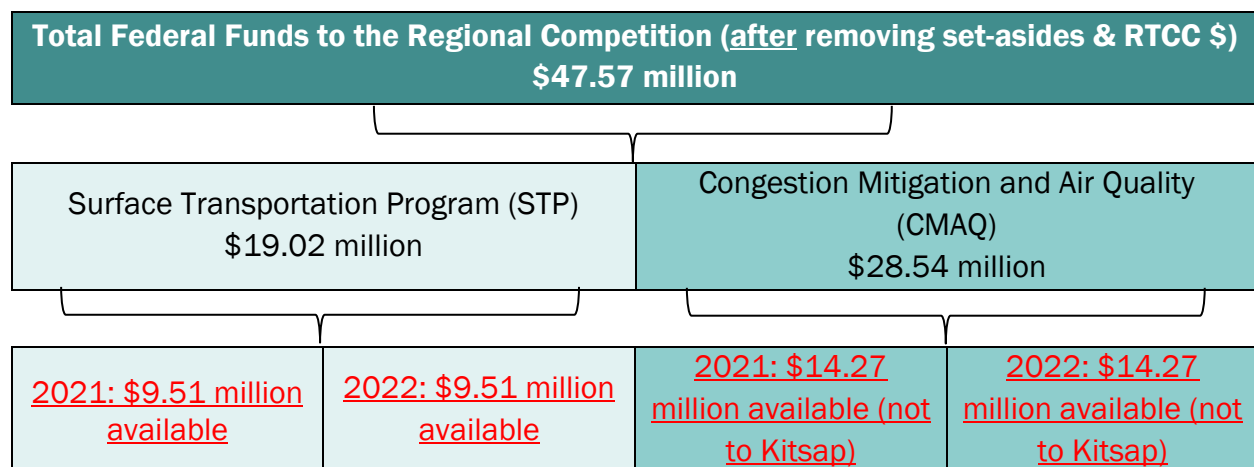 Total Federal Funds to the Regional Competition (after removing set-asides & RTCC $)
$47.57 million
Surface Transportation Program (STP)
$19.02 million
Congestion Mitigation and Air Quality
(CMAQ)
$28.54 million
2021: $9.51 million
available
2022: $9.51 million
available
2021: $14.27
million available (not
to Kitsap)
2022: $14.27
million available (not
to Kitsap)